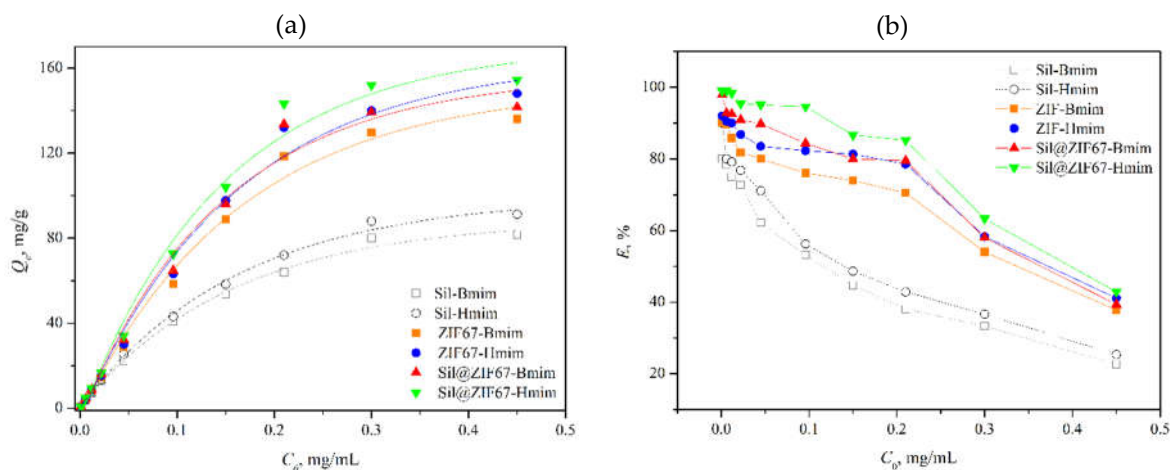 (a)
160
120
80
40
0
Qe, mg/g
0.0 0.1 0.2 0.3 0.4 0.5
C0, mg/mL
Sil-Bmim
Sil-Hmim
ZIF67-Bmim
ZIF67-Hmim
Sil@ZIF67-Bmim
Sil@ZIF67-Hmim
(b)
100
80
60
40
20
E, %
0.0 0.1 0.2 0.3 0.4 0.5
C0, mg/mL
Sil-Bmim
Sil-Hmim
ZIF-Bmim
ZIF-Hmim
Sil@ZIF67-Bmim
Sil@ZIF67-Hmim